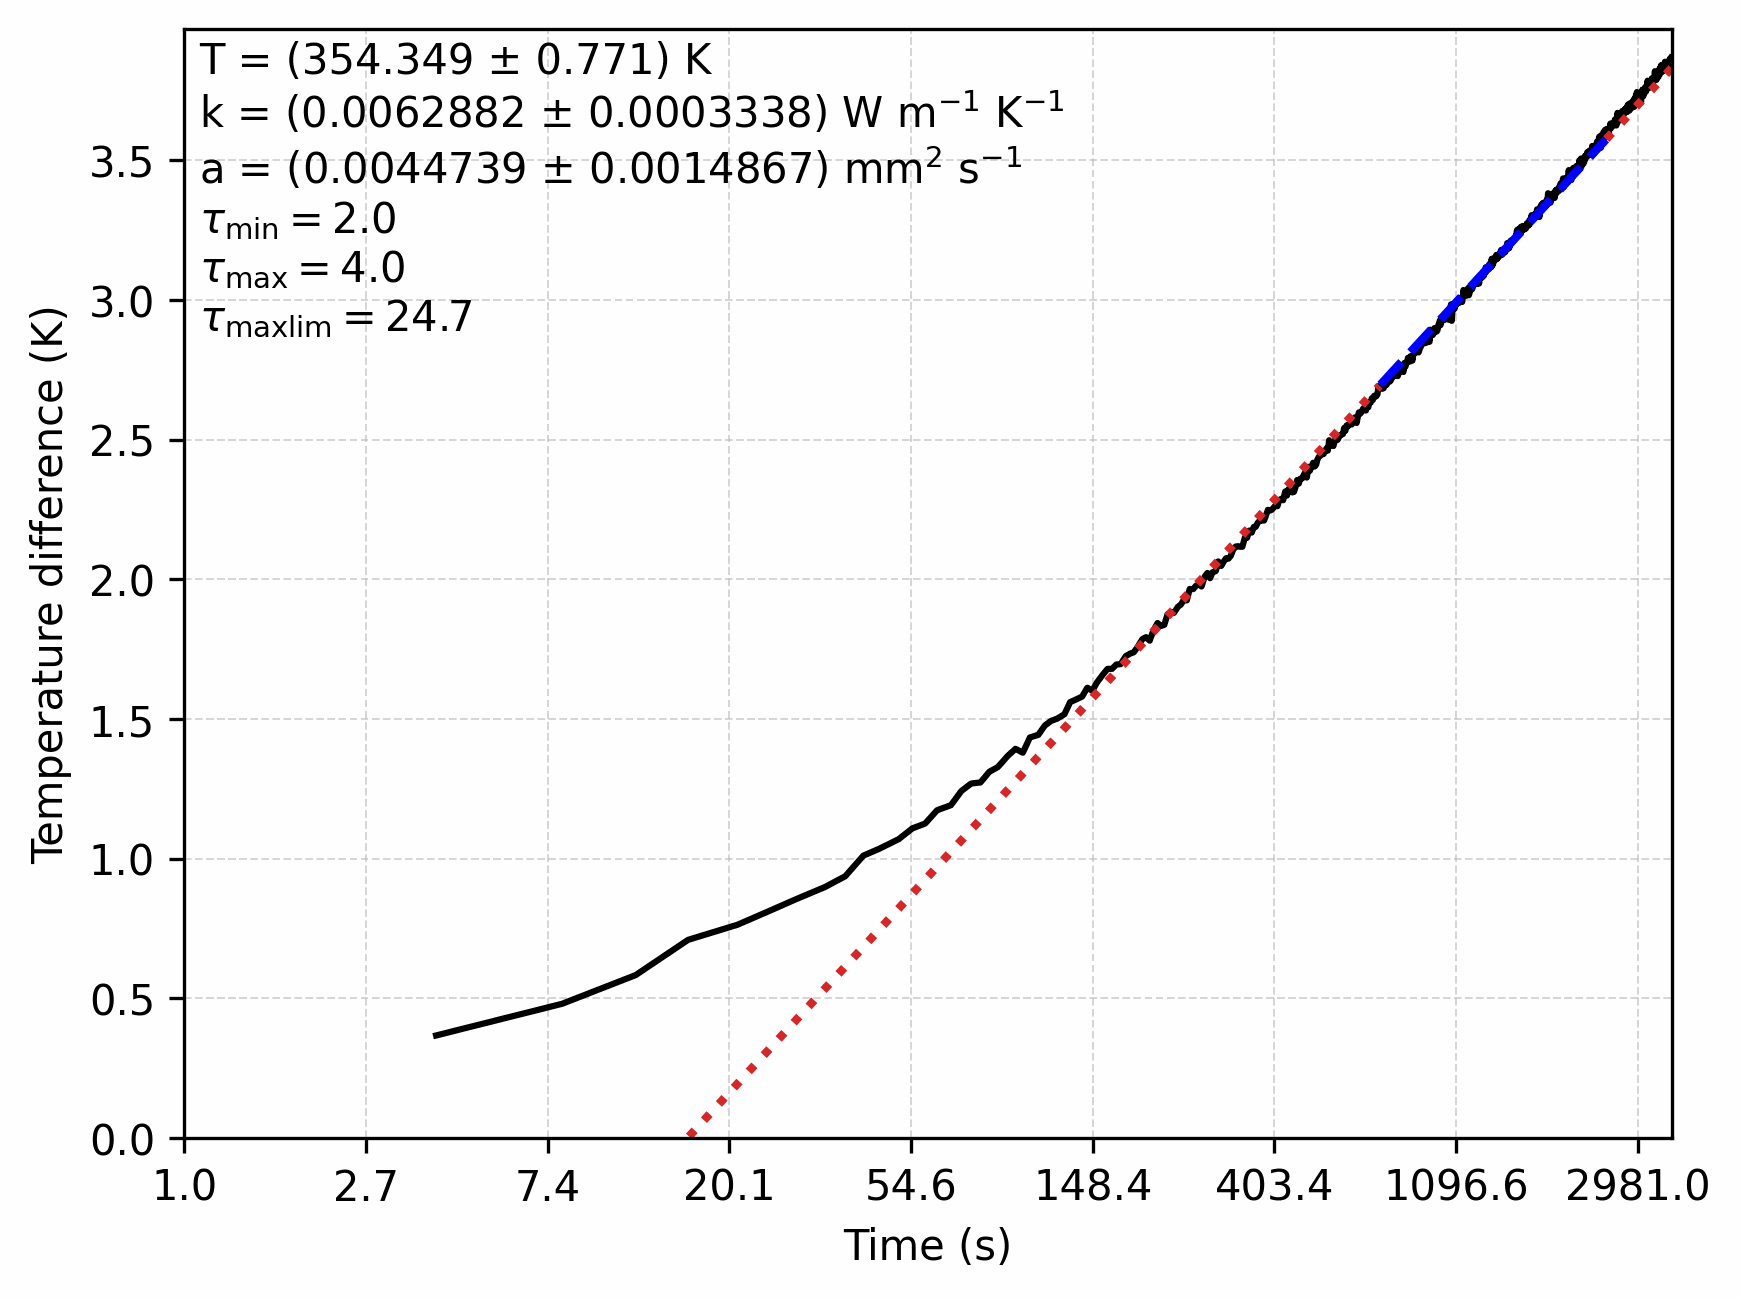 T = (354.349 ± 0.771) K
k = (0.0062882 ± 0.0003338) W m⁻¹ K⁻¹
a = (0.0044739 ± 0.0014867) mm² s⁻¹
τmin = 2.0
τmax = 4.0
τmaxlim = 24.7
Temperature difference (K)
3.5
3.0
2.5
2.0
1.5
1.0
0.5
0.0
1.0 2.7 7.4 20.1 54.6 148.4 403.4 1096.6 2981.0
Time (s)